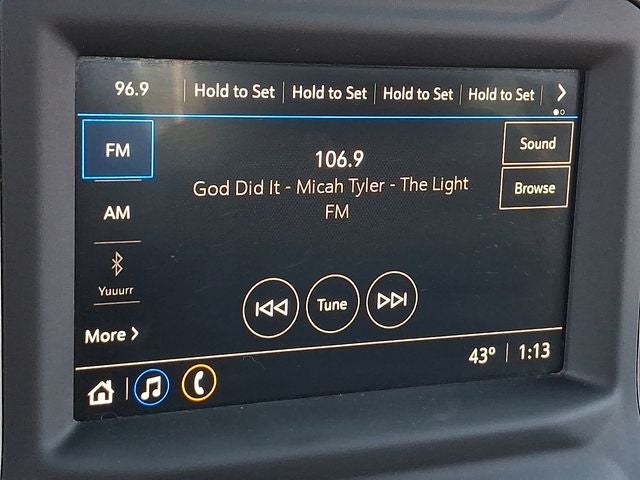 96.9 Hold to Set Hold to Set Hold to Set Hold to Set
FM
106.9
Sound
God Did It - Micah Tyler - The Light
Browse
AM
FM
Yuuurr
Tune
More
43° 1:13